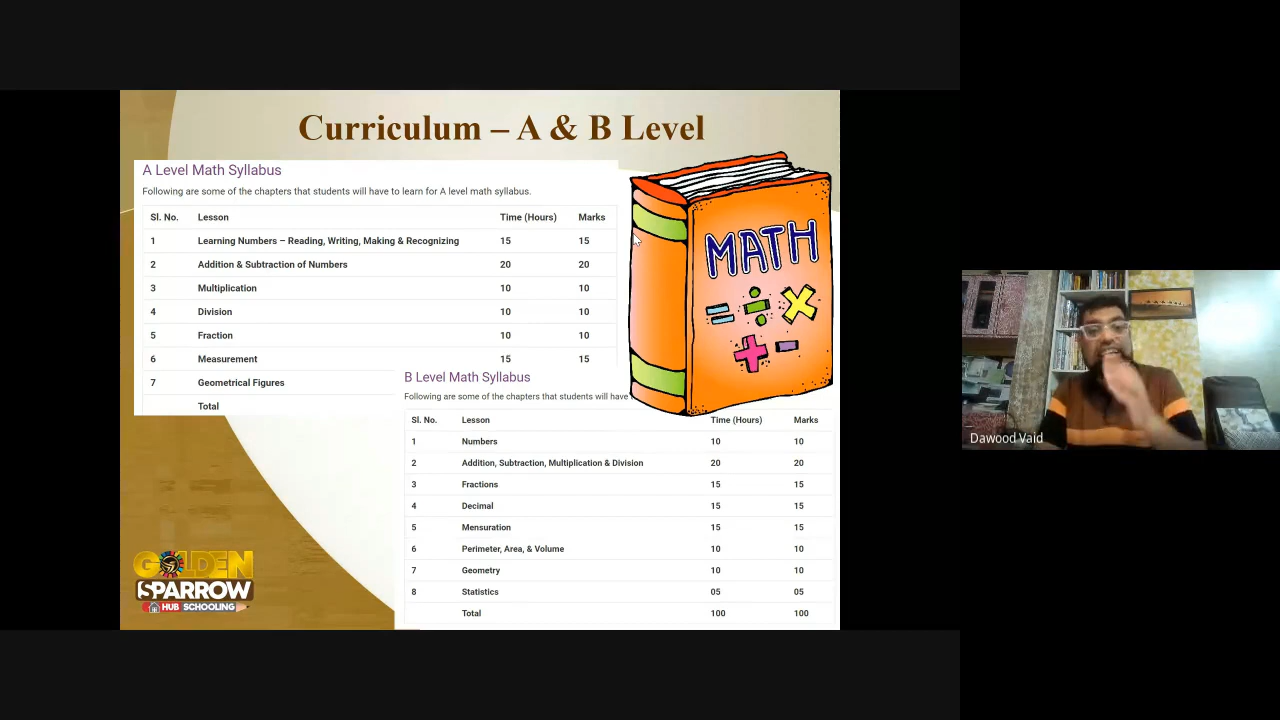 Curriculum – A & B Level
A Level Math Syllabus
Following are some of the chapters that students will have to learn for A level math syllabus.
Sl. No. Lesson Time (Hours) Marks
1 Learning Numbers – Reading, Writing, Making & Recognizing 15 15
2 Addition & Subtraction of Numbers 20 20
3 Multiplication 10 10
4 Division 10 10
5 Fraction 10 10
6 Measurement 15 15
7 Geometrical Figures
Total
MATH
B Level Math Syllabus
Following are some of the chapters that students will have
Sl. No. Lesson Time (Hours) Marks
1 Numbers 10 10
2 Addition, Subtraction, Multiplication & Division 20 20
3 Fractions 15 15
4 Decimal 15 15
5 Mensuration 15 15
6 Perimeter, Area, & Volume 10 10
7 Geometry 10 10
8 Statistics 05 05
Total 100 100
GOLDEN
SPARROW
HUB SCHOOLING
Dawood Vaid